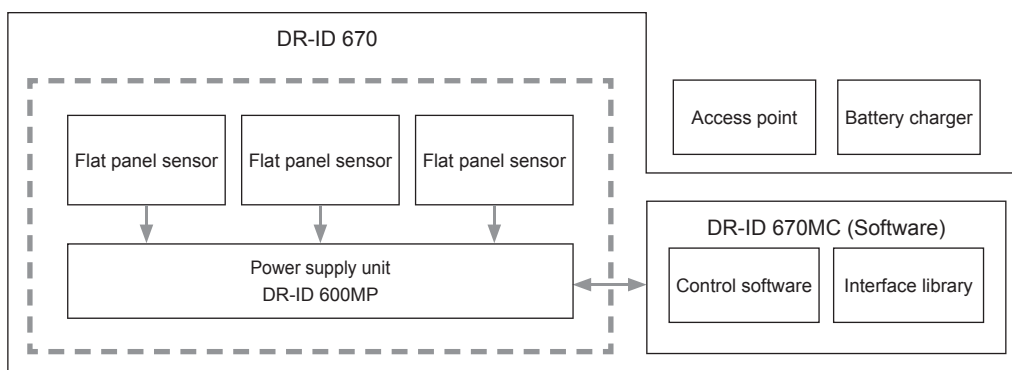 DR-ID 670
Access point
Battery charger
Flat panel sensor
Flat panel sensor
Flat panel sensor
DR-ID 670MC (Software)
Power supply unit
DR-ID 600MP
Control software
Interface library